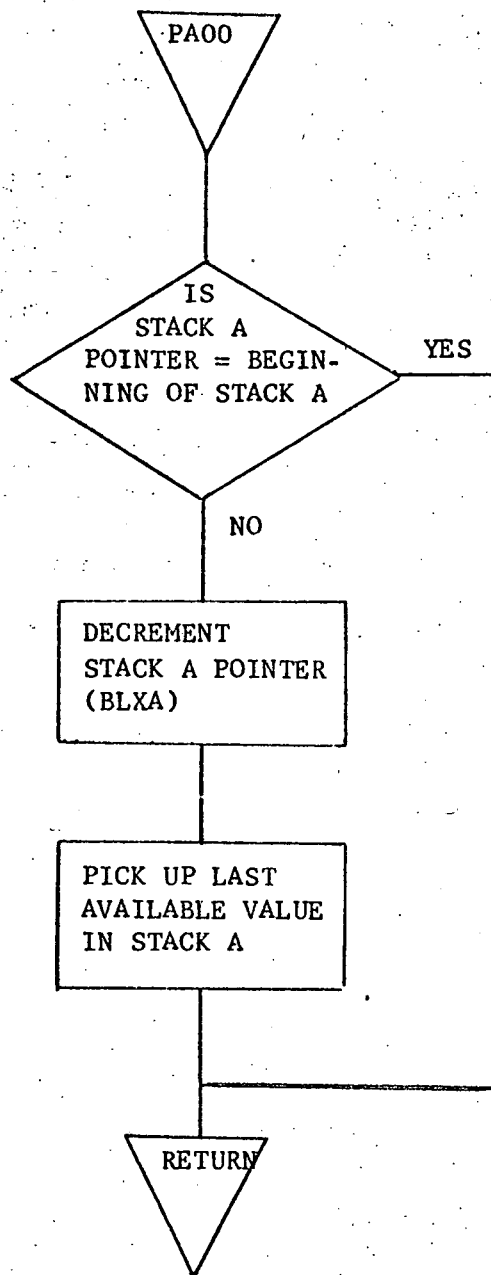 PA00
IS
STACK A
POINTER = BEGIN-
NING OF STACK A
YES
NO
DECREMENT
STACK A POINTER
(BLXA)
PICK UP LAST
AVAILABLE VALUE
IN STACK A
RETURN